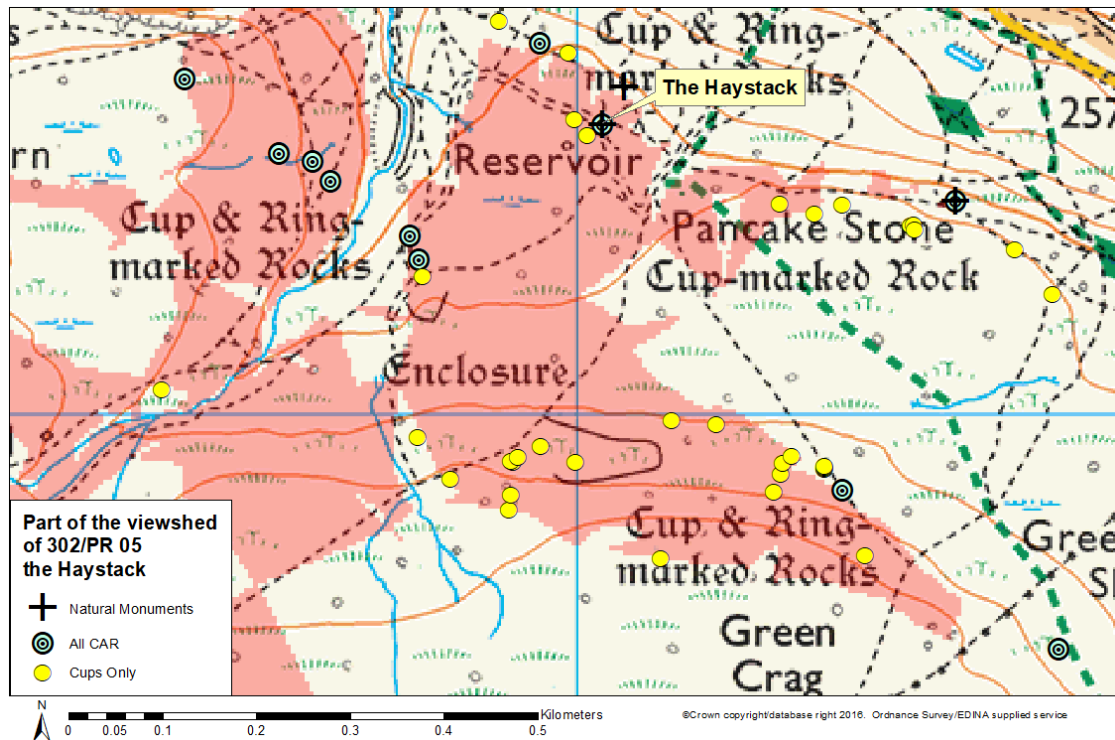 s
Cup & Ring-
marked Rocks
The Haystack
257
rn
Reservoir
Cup & Ring-
marked Rocks
Pancake Stone
Cup-marked Rock
Enclosure
Part of the viewshed
of 302/PR 05
the Haystack
Natural Monuments
All CAR
Cups Only
Cup & Ring-
marked Rocks
Gree
S
Green
Crag
N
Kilometers
0 0.05 0.1 0.2 0.3 0.4 0.5
©Crown copyright/database right 2016. Ordnance Survey/EDINA supplied service